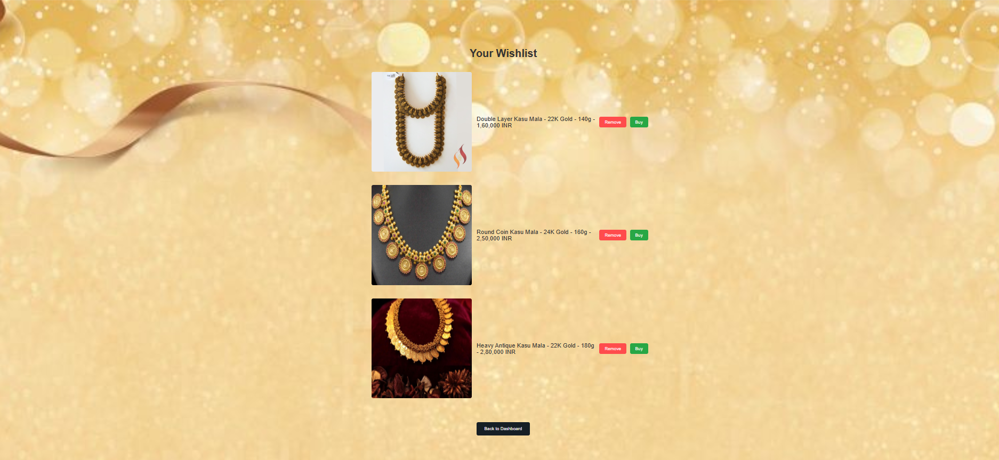 Your Wishlist
Double Layer Kasu Mala - 22K Gold - 140g -
1,60,000 INR
Remove
Buy
Round Coin Kasu Mala - 24K Gold - 160g -
2,50,000 INR
Remove
Buy
Heavy Antique Kasu Mala - 22K Gold - 180g
- 2,80,000 INR
Remove
Buy
Back to Dashboard